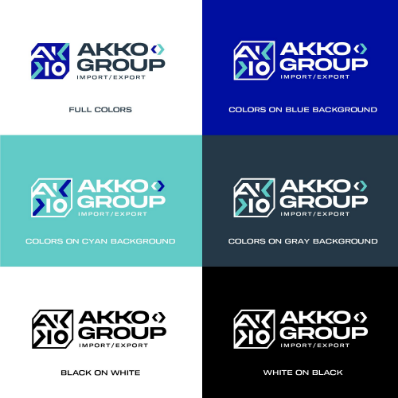 AKKO
GROUP
IMPORT/EXPORT
FULL COLORS
AKKO
GROUP
IMPORT/EXPORT
COLORS ON BLUE BACKGROUND
AKKO
GROUP
IMPORT/EXPORT
COLORS ON CYAN BACKGROUND
AKKO
GROUP
IMPORT/EXPORT
COLORS ON GRAY BACKGROUND
AKKO
GROUP
IMPORT/EXPORT
BLACK ON WHITE
AKKO
GROUP
IMPORT/EXPORT
WHITE ON BLACK